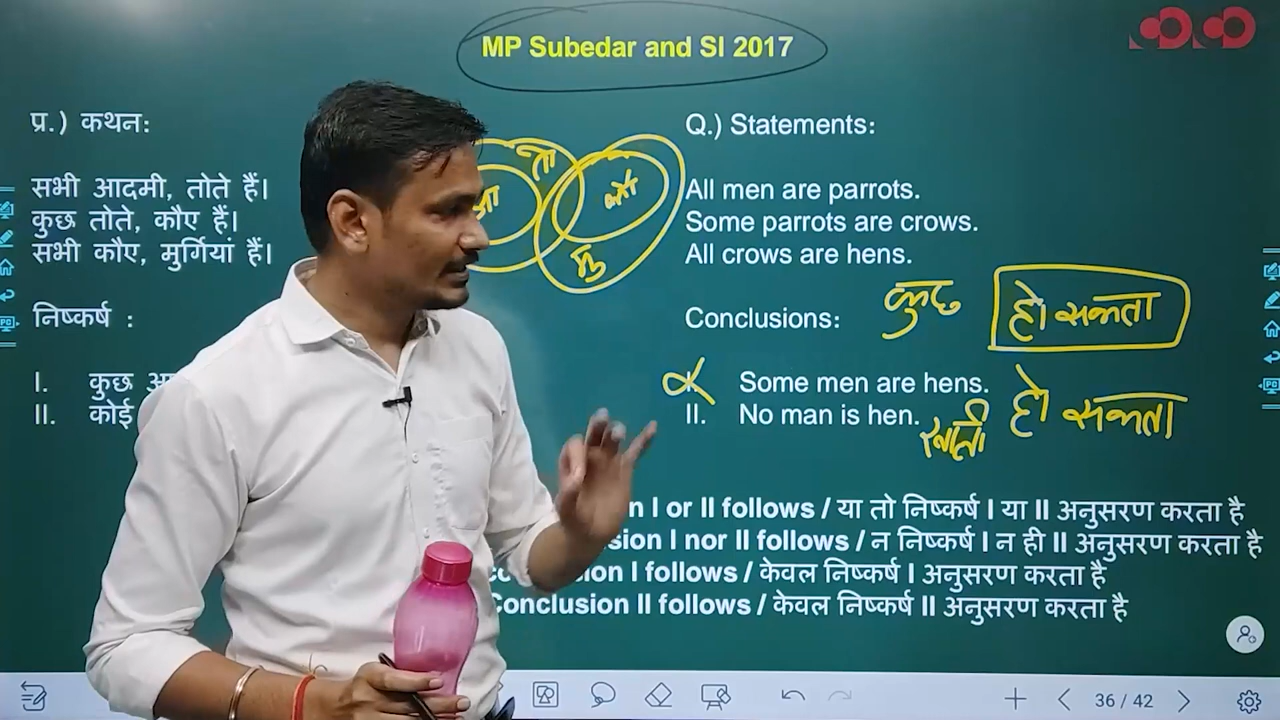 MP Subedar and SI 2017
प्र.) कथन:
सभी आदमी, तोते हैं।
कुछ तोते, कौए हैं।
सभी कौए, मुर्गियां हैं।
निष्कर्ष :
I. कुछ
II. कोई
आ
ता
कौए
मु
Q.) Statements:
All men are parrots.
Some parrots are crows.
All crows are hens.
Conclusions:
कुछ हो सकता
Some men are hens.
II. No man is hen.
हो सकता
n I or II follows / या तो निष्कर्ष I या II अनुसरण करता है
sion I nor II follows / न निष्कर्ष I न ही II अनुसरण करता है
ion I follows / केवल निष्कर्ष I अनुसरण करता है
Conclusion II follows / केवल निष्कर्ष II अनुसरण करता है
36 / 42